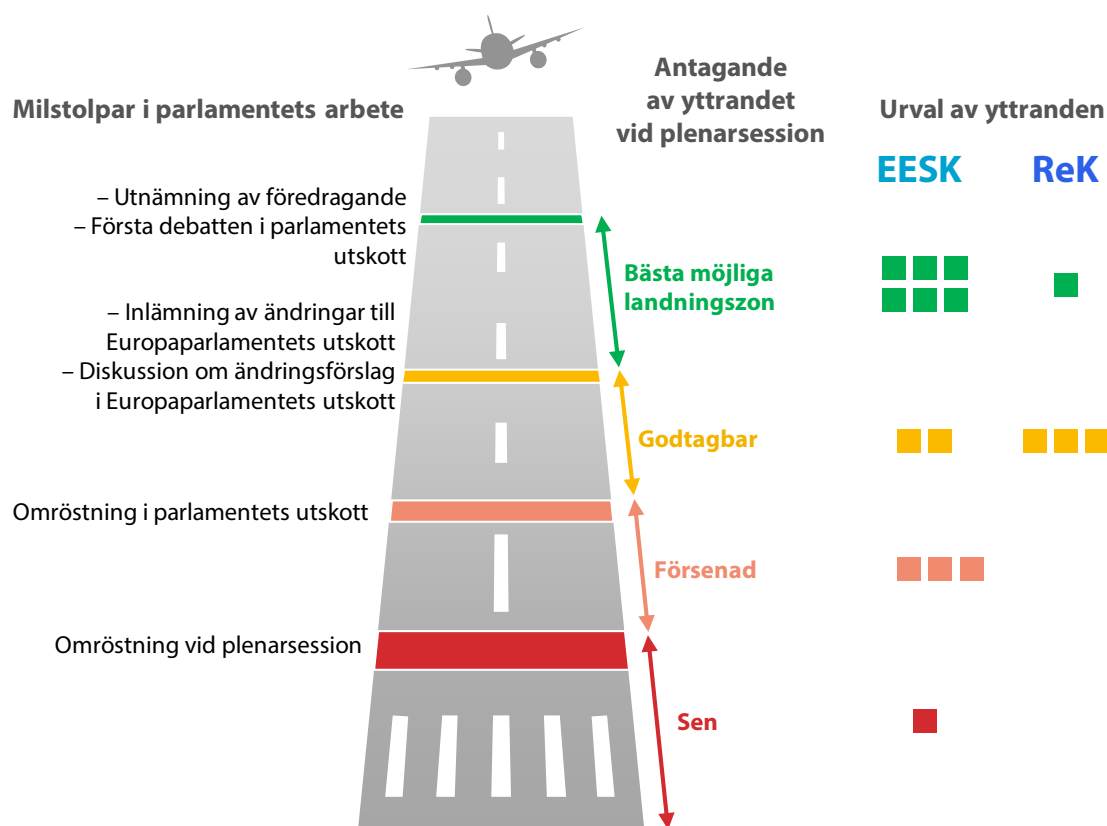 Milstolpar i parlamentets arbete
Antagande
av yttrandet
vid plenarsession
Urval av yttranden
EESK
ReK
– Utnämning av föredragande
– Första debatten i parlamentets
utskott
Bästa möjliga
landningszon
– Inlämning av ändringar till
Europaparlamentets utskott
– Diskussion om ändringsförslag
i Europaparlamentets utskott
Godtagbar
Omröstning i parlamentets utskott
Försenad
Omröstning vid plenarsession
Sen